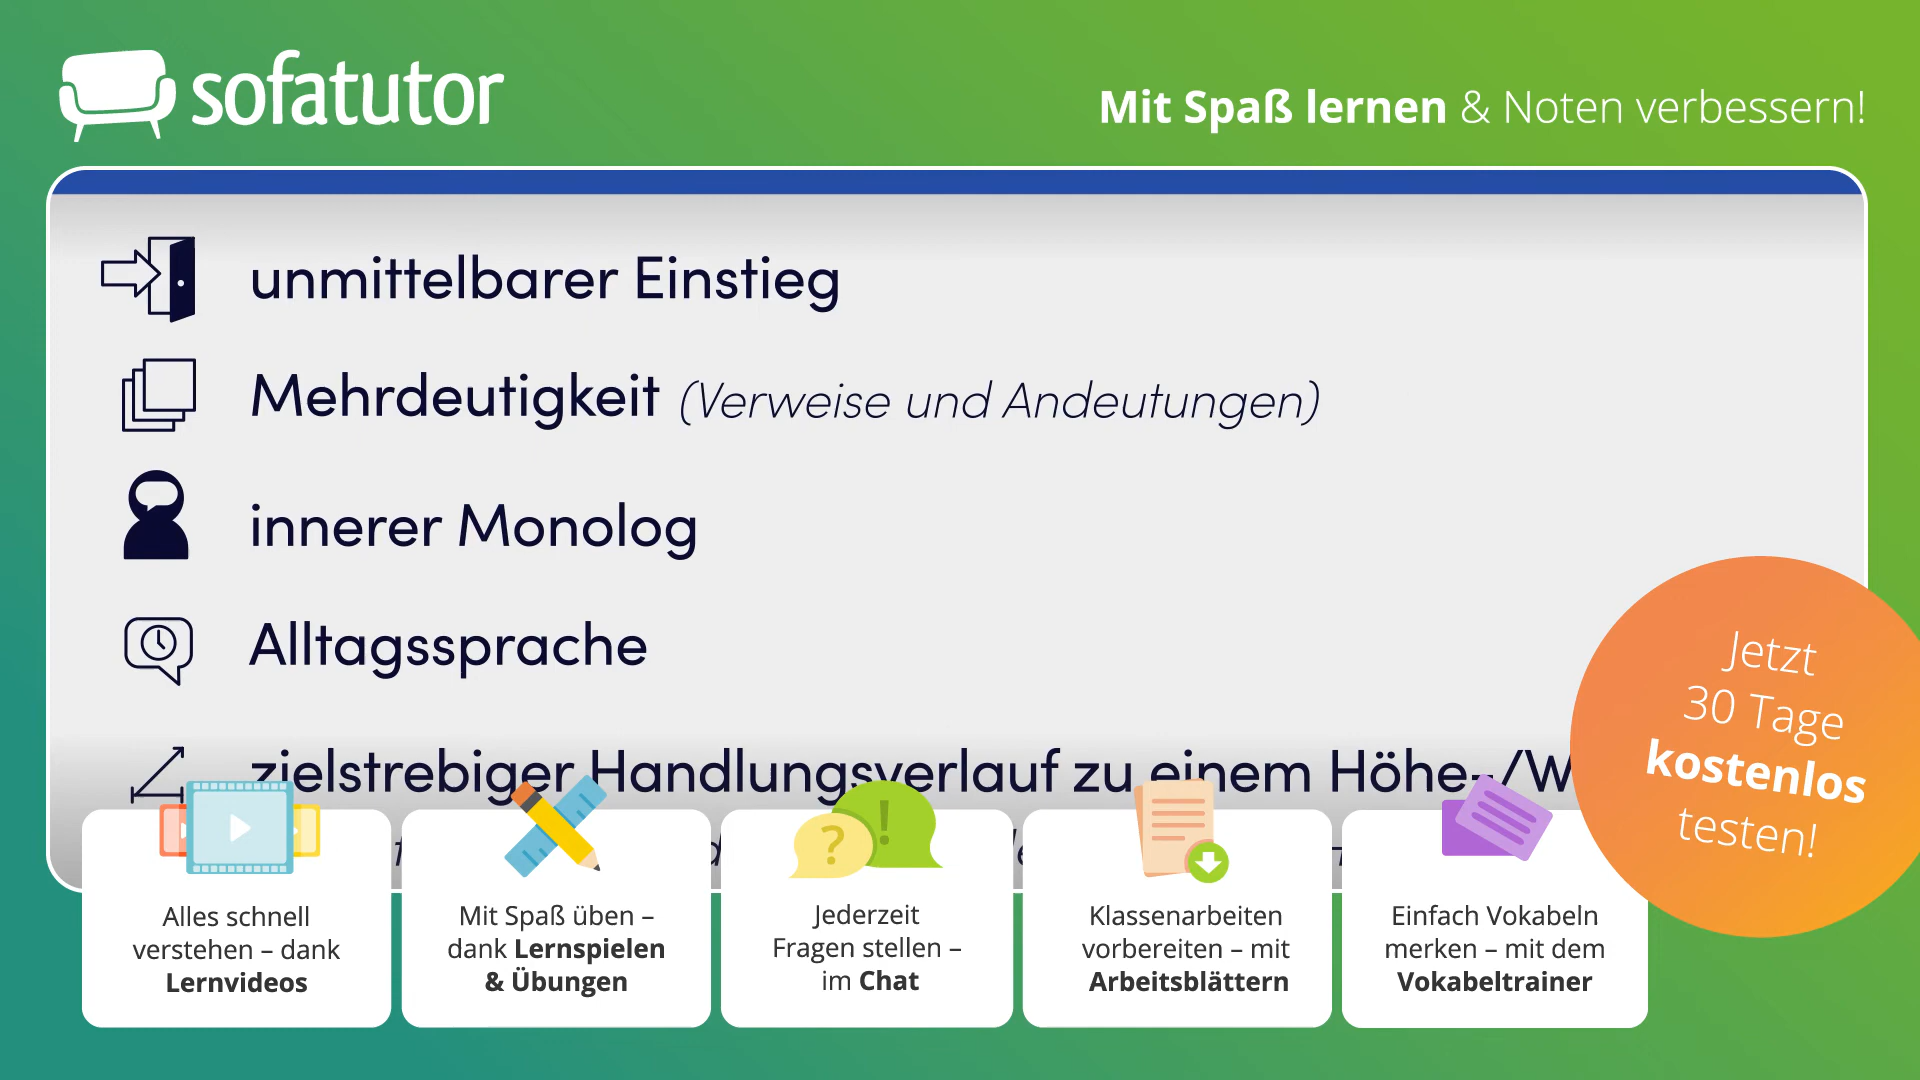 sofatutor
Mit Spaß lernen & Noten verbessern!
unmittelbarer Einstieg
Mehrdeutigkeit (Verweise und Andeutungen)
innerer Monolog
Alltagssprache
zielstrebiger Handlungsverlauf zu einem Höhe-/W
Jetzt
30 Tage
kostenlos
testen!
Alles schnell
verstehen – dank
Lernvideos
Mit Spaß üben –
dank Lernspielen
& Übungen
Jederzeit
Fragen stellen –
im Chat
Klassenarbeiten
vorbereiten – mit
Arbeitsblättern
Einfach Vokabeln
merken – mit dem
Vokabeltrainer